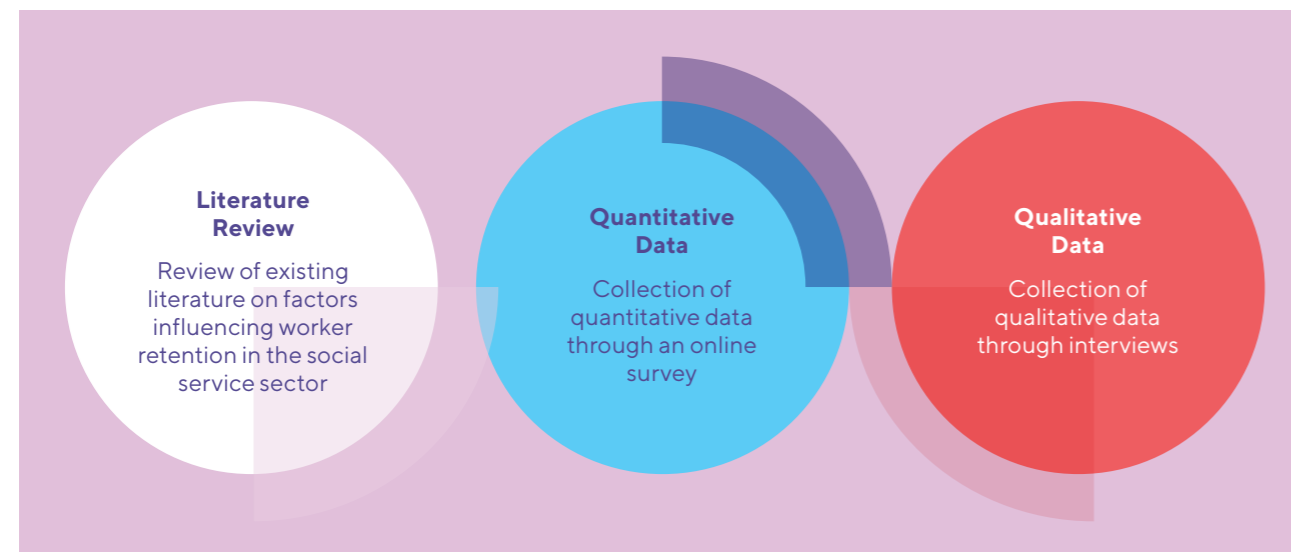 Literature
Review
Review of existing
literature on factors
influencing worker
retention in the social
service sector
Quantitative
Data
Collection of
quantitative data
through an online
survey
Qualitative
Data
Collection of
qualitative data
through interviews